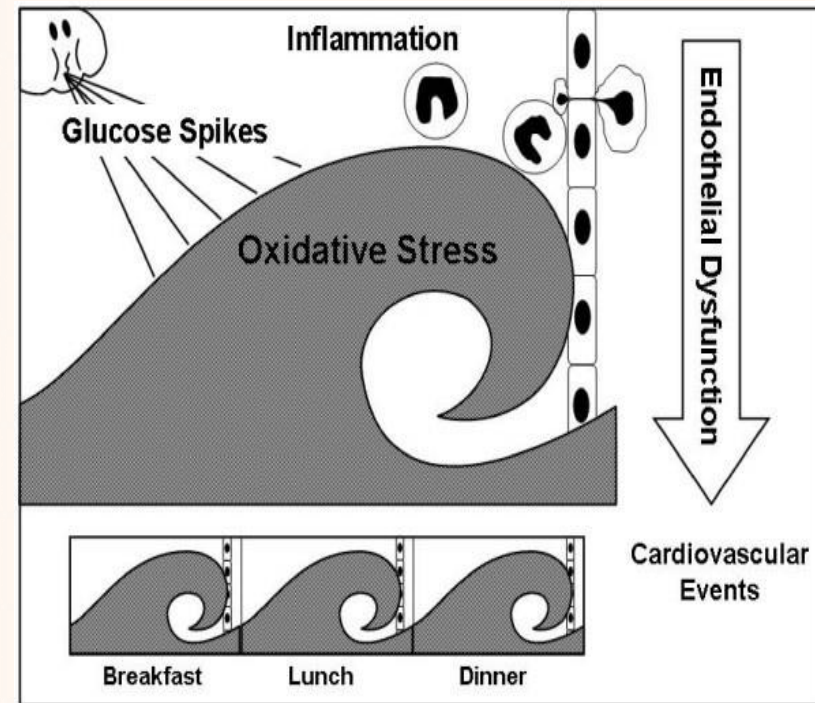 Inflammation
Glucose Spikes
Oxidative Stress
Endothelial Dysfunction
Cardiovascular
Events
Breakfast
Lunch
Dinner